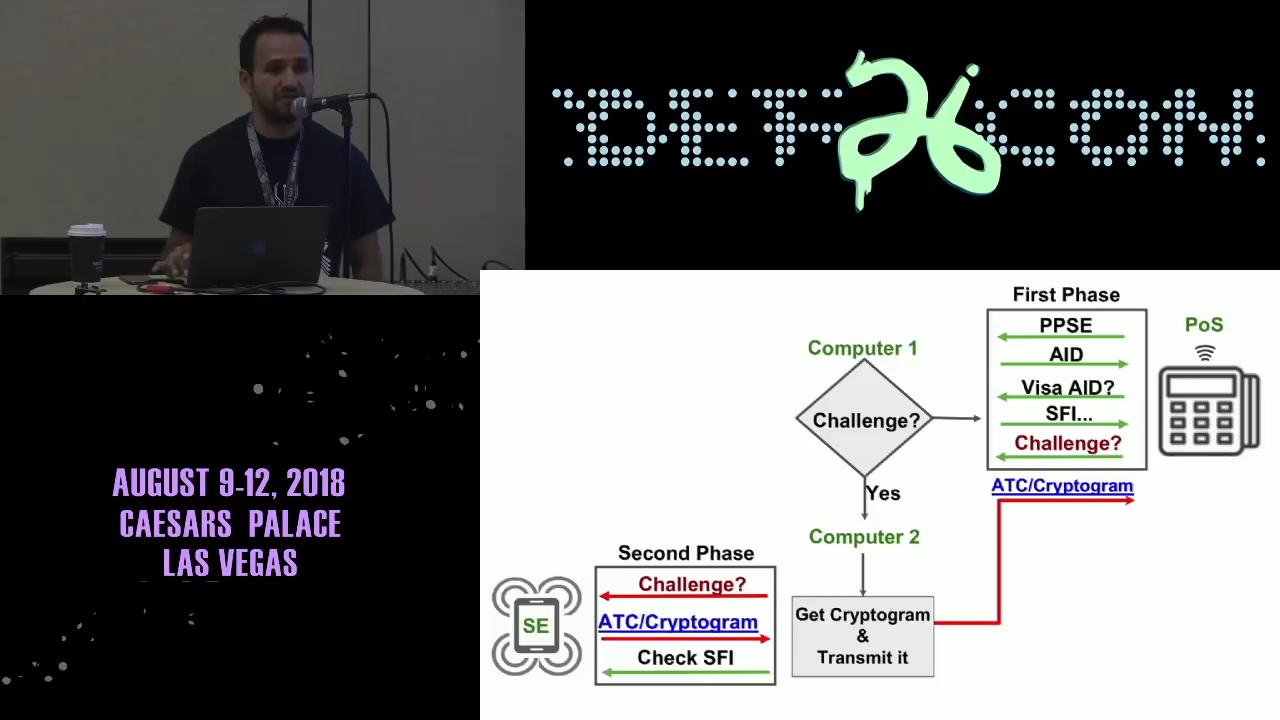 DEF CON
26
AUGUST 9-12, 2018
CAESARS PALACE
LAS VEGAS
First Phase
PPSE
AID
Visa AID?
SFI...
Challenge?
ATC/Cryptogram
PoS
Computer 1
Challenge?
Yes
Computer 2
Get Cryptogram
&
Transmit it
Second Phase
Challenge?
ATC/Cryptogram
Check SFI
SE